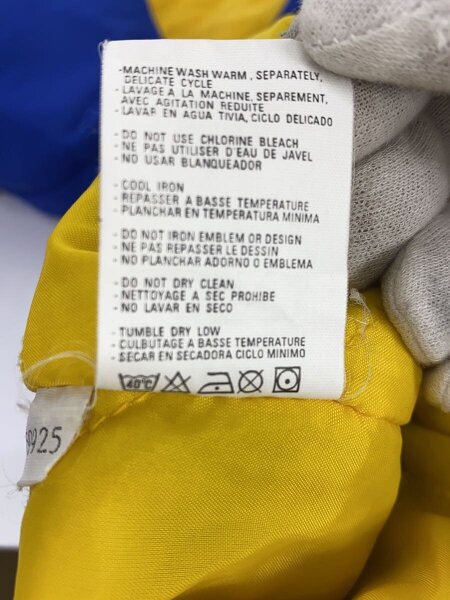 -MACHINE WASH WARM , SEPARATELY,
DELICATE CYCLE
- LAVAGE A LA MACHINE, SEPAREMENT,
AVEC AGITATION REDUITE
- LAVAR EN AGUA TIVIA, CICLO DELICADO
- DO NOT USE CHLORINE BLEACH
- NE PAS UTILISER D'EAU DE JAVEL
- NO USAR BLANQUEADOR
- COOL IRON
- REPASSER A BASSE TEMPERATURE
- PLANCHAR EN TEMPERATURA MINIMA
- DO NOT IRON EMBLEM OR DESIGN
- NE PAS REPASSER LE DESSIN
- NO PLANCHAR ADORNO O EMBLEMA
- DO NOT DRY CLEAN
- NETTOYAGE A SEC PROHIBE
- NO LAVAR EN SECO
- TUMBLE DRY LOW
- CULBUTAGE A BASSE TEMPERATURE
- SECAR EN SECADORA CICLO MINIMO
40°C
9925